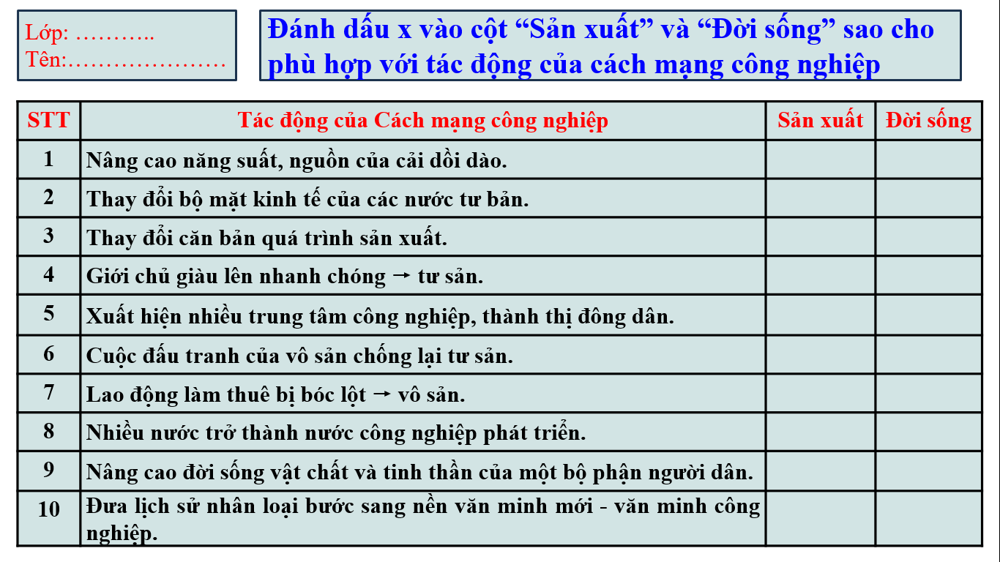 Lớp: ………..
Tên:…………………
Đánh dấu x vào cột “Sản xuất” và “Đời sống” sao cho
phù hợp với tác động của cách mạng công nghiệp
STT Tác động của Cách mạng công nghiệp Sản xuất Đời sống
1 Nâng cao năng suất, nguồn của cải dồi dào.
2 Thay đổi bộ mặt kinh tế của các nước tư bản.
3 Thay đổi căn bản quá trình sản xuất.
4 Giới chủ giàu lên nhanh chóng → tư sản.
5 Xuất hiện nhiều trung tâm công nghiệp, thành thị đông dân.
6 Cuộc đấu tranh của vô sản chống lại tư sản.
7 Lao động làm thuê bị bóc lột → vô sản.
8 Nhiều nước trở thành nước công nghiệp phát triển.
9 Nâng cao đời sống vật chất và tinh thần của một bộ phận người dân.
10 Đưa lịch sử nhân loại bước sang nền văn minh mới - văn minh công
nghiệp.